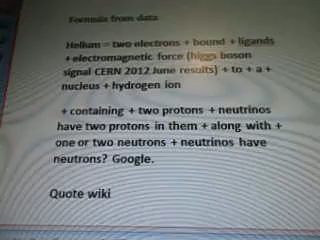 Formula from data
Helium = two electrons + bound + ligands
+ electromagnetic force (higgs boson
signal CERN 2012 June results) + to + a +
nucleus + hydrogen ion
+ containing + two protons + neutrinos
have two protons in them + along with +
one or two neutrons + neutrinos have
neutrons? Google.
Quote wiki